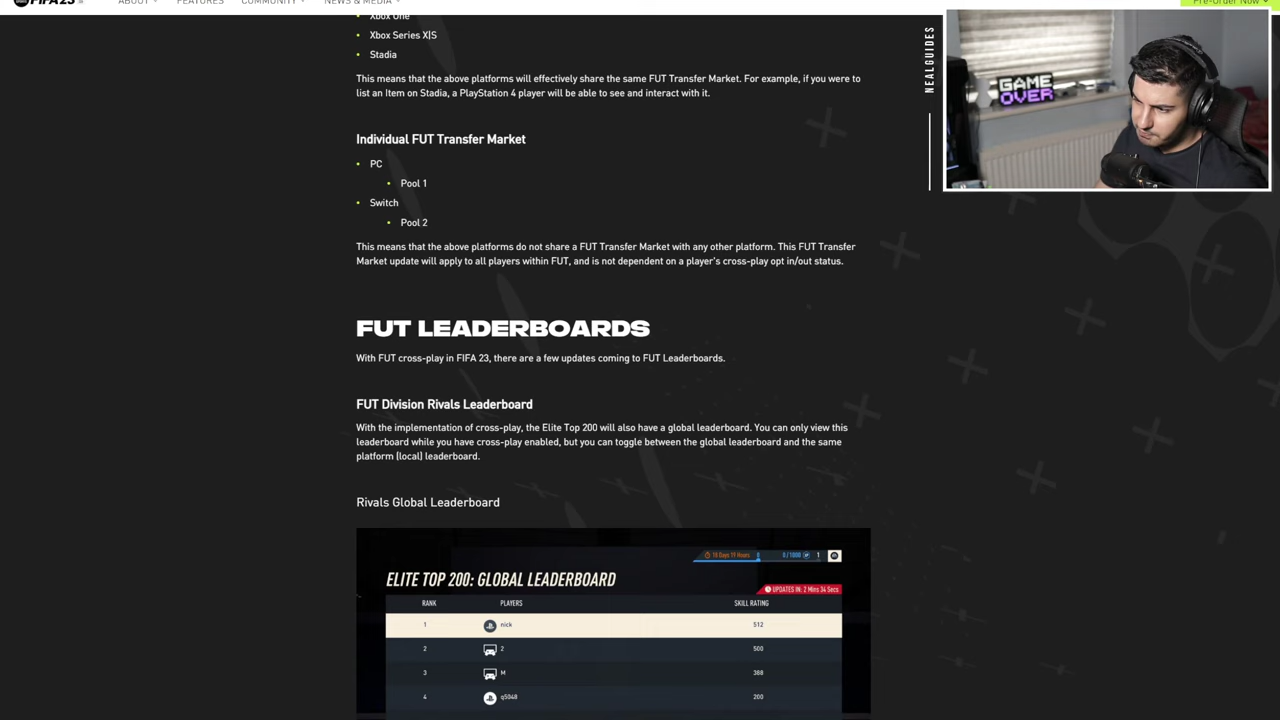 FIFA 23
ABOUT
FEATURES
COMMUNITY
NEWS & MEDIA
Pre-Order Now
Xbox One
Xbox Series X|S
Stadia
This means that the above platforms will effectively share the same FUT Transfer Market. For example, if you were to
list an Item on Stadia, a PlayStation 4 player will be able to see and interact with it.
NEALGUIDES
GAME
OVER
Individual FUT Transfer Market
PC
Pool 1
Switch
Pool 2
This means that the above platforms do not share a FUT Transfer Market with any other platform. This FUT Transfer
Market update will apply to all players within FUT, and is not dependent on a player's cross-play opt in/out status.
FUT LEADERBOARDS
With FUT cross-play in FIFA 23, there are a few updates coming to FUT Leaderboards.
FUT Division Rivals Leaderboard
With the implementation of cross-play, the Elite Top 200 will also have a global leaderboard. You can only view this
leaderboard while you have cross-play enabled, but you can toggle between the global leaderboard and the same
platform (local) leaderboard.
Rivals Global Leaderboard
18 Days 19 Hours 0 0 / 1000 1
ELITE TOP 200: GLOBAL LEADERBOARD
UPDATES IN: 2 Mins 34 Secs
RANK PLAYERS SKILL RATING
1 nick 512
2 2 500
3 M 368
4 q5048 200